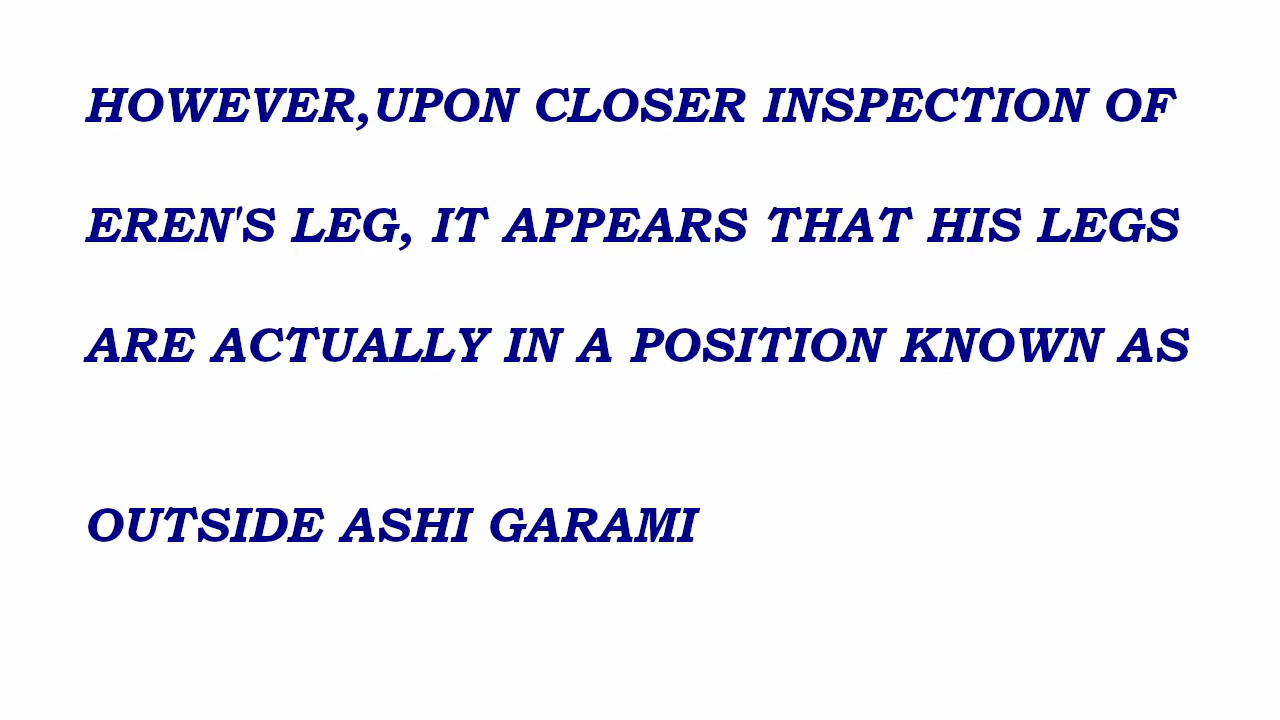 HOWEVER,UPON CLOSER INSPECTION OF
EREN'S LEG, IT APPEARS THAT HIS LEGS
ARE ACTUALLY IN A POSITION KNOWN AS
OUTSIDE ASHI GARAMI